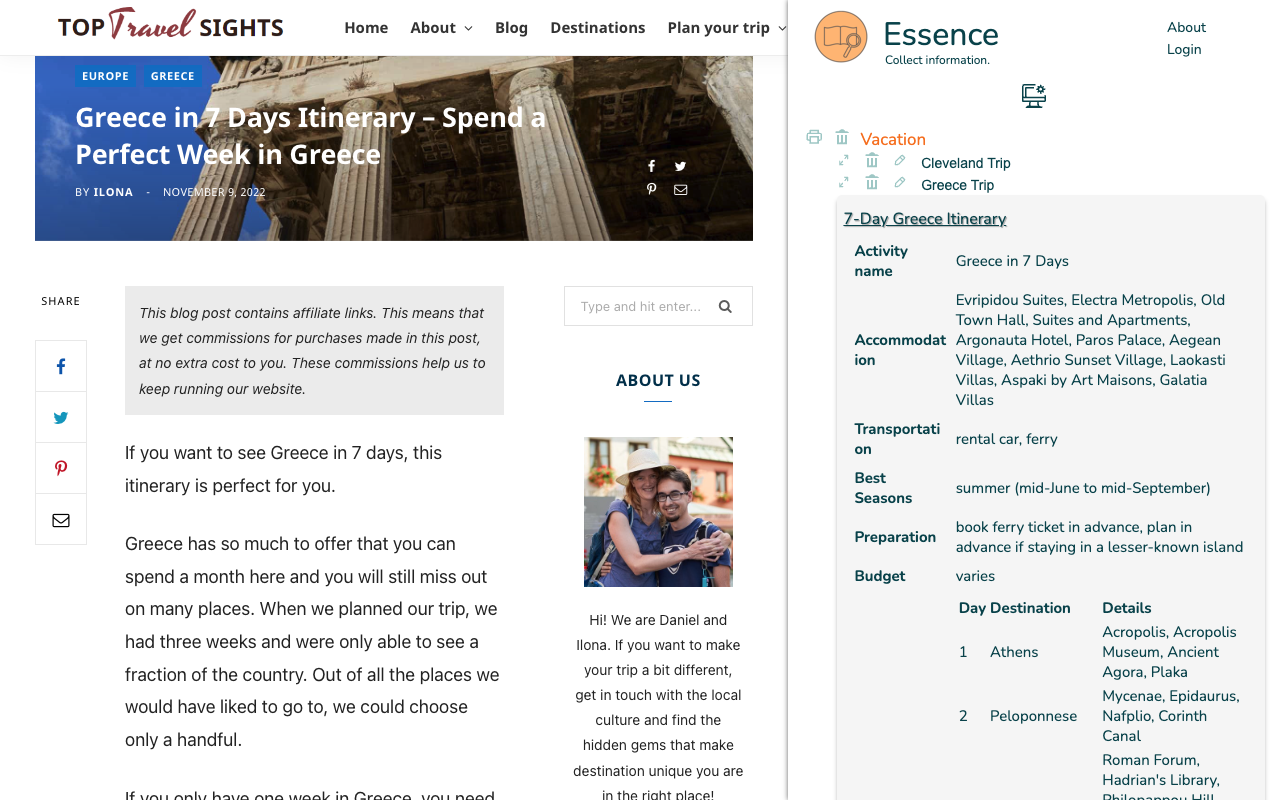 TOP Travel SIGHTS
Home About Blog Destinations Plan your trip
EUROPE GREECE
Greece in 7 Days Itinerary – Spend a
Perfect Week in Greece
BY ILONA - NOVEMBER 9, 2022
SHARE
This blog post contains affiliate links. This means that
we get commissions for purchases made in this post,
at no extra cost to you. These commissions help us to
keep running our website.
If you want to see Greece in 7 days, this
itinerary is perfect for you.
Greece has so much to offer that you can
spend a month here and you will still miss out
on many places. When we planned our trip, we
had three weeks and were only able to see a
fraction of the country. Out of all the places we
would have liked to go to, we could choose
only a handful.
If you only have one week in Greece, you need
Type and hit enter...
ABOUT US
Hi! We are Daniel and
Ilona. If you want to make
your trip a bit different,
get in touch with the local
culture and find the
hidden gems that make
destination unique you are
in the right place!
Essence
Collect information.
About
Login
Vacation
Cleveland Trip
Greece Trip
7-Day Greece Itinerary
Activity
name
Greece in 7 Days
Accommodat
ion
Evripidou Suites, Electra Metropolis, Old
Town Hall, Suites and Apartments,
Argonauta Hotel, Paros Palace, Aegean
Village, Aethrio Sunset Village, Laokasti
Villas, Aspaki by Art Maisons, Galatia
Villas
Transportati
on
rental car, ferry
Best
Seasons
summer (mid-June to mid-September)
Preparation
book ferry ticket in advance, plan in
advance if staying in a lesser-known island
Budget
varies
Day Destination Details
1 Athens
Acropolis, Acropolis
Museum, Ancient
Agora, Plaka
2 Peloponnese
Mycenae, Epidaurus,
Nafplio, Corinth
Canal
Roman Forum,
Hadrian's Library,
Philopappou Hill